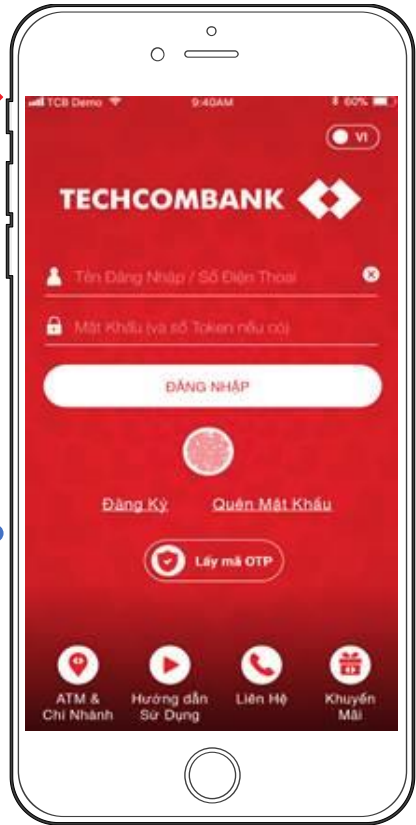 TCB Demo 9:40AM 60%
VI
TECHCOMBANK
Tên Đăng Nhập / Số Điện Thoại
Mật Khẩu (và số Token nếu có)
ĐĂNG NHẬP
Đăng Ký Quên Mật Khẩu
Lấy mã OTP
ATM & Chi Nhánh
Hướng dẫn Sử Dụng
Liên Hệ
Khuyến Mãi